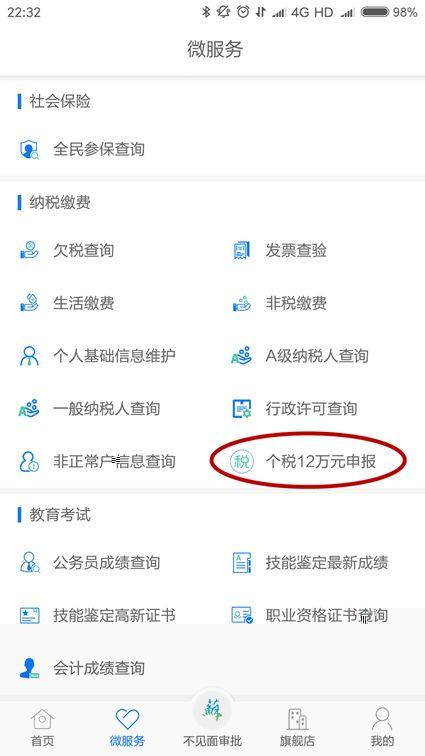 22:32 4G HD 98%
微服务
社会保险
全民参保查询
纳税缴费
欠税查询 发票查验
生活缴费 非税缴费
个人基础信息维护 A级纳税人查询
一般纳税人查询 行政许可查询
非正常户信息查询 税 个税12万元申报
教育考试
公务员成绩查询 技能鉴定最新成绩
技能鉴定高新证书 职业资格证书查询
会计成绩查询
首页 微服务 不见面审批 旗舰店 我的